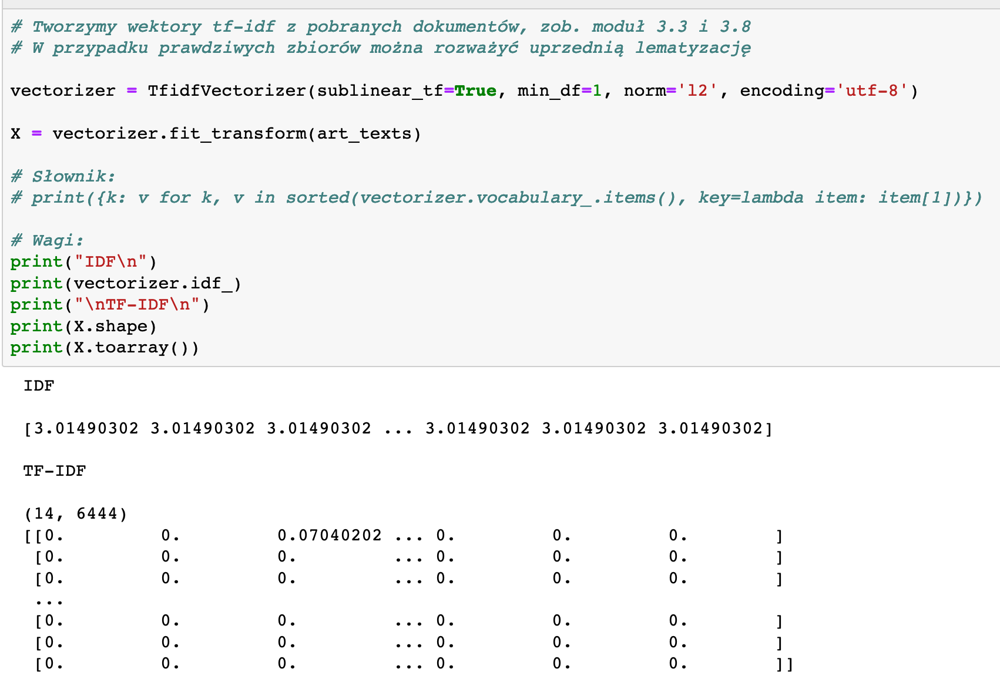 # Tworzymy wektory tf-idf z pobranych dokumentów, zob. moduł 3.3 i 3.8
# W przypadku prawdziwych zbiorów można rozważyć uprzednią lematyzację
vectorizer = TfidfVectorizer(sublinear_tf=True, min_df=1, norm='l2', encoding='utf-8')
X = vectorizer.fit_transform(art_texts)
# Słownik:
# print({k: v for k, v in sorted(vectorizer.vocabulary_.items(), key=lambda item: item[1])})
# Wagi:
print("IDF\n")
print(vectorizer.idf_)
print("\nTF-IDF\n")
print(X.shape)
print(X.toarray())
IDF
[3.01490302 3.01490302 3.01490302 ... 3.01490302 3.01490302 3.01490302]
TF-IDF
(14, 6444)
[[0. 0. 0.07040202 ... 0. 0. 0. ]
[0. 0. 0. ... 0. 0. 0. ]
[0. 0. 0. ... 0. 0. 0. ]
...
[0. 0. 0. ... 0. 0. 0. ]
[0. 0. 0. ... 0. 0. 0. ]
[0. 0. 0. ... 0. 0. 0. ]]